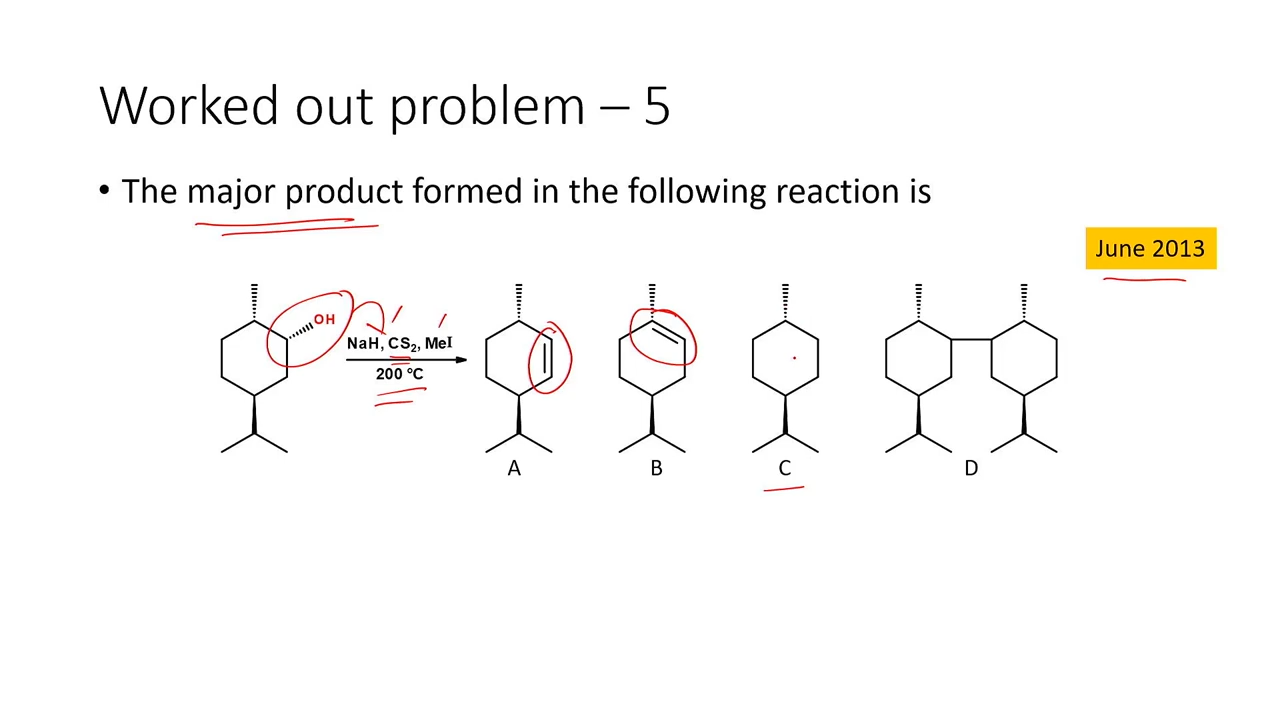 Worked out problem – 5
• The major product formed in the following reaction is
June 2013
OH
NaH, CS₂, MeI
200 °C
A B C D